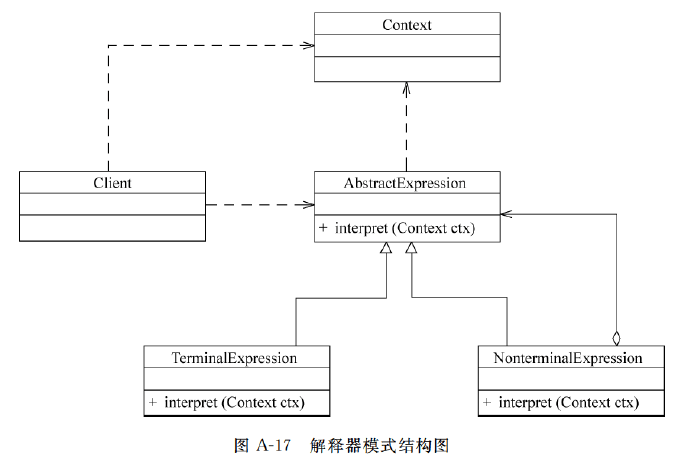 Context
Client
AbstractExpression
+ interpret (Context ctx)
TerminalExpression
+ interpret (Context ctx)
NonterminalExpression
+ interpret (Context ctx)
图 A-17 解释器模式结构图